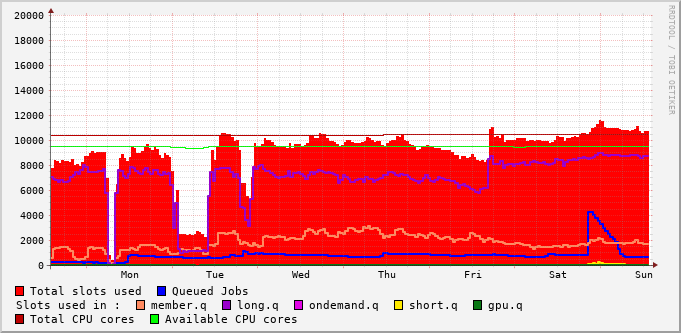 RRDTOOL / TOBI OETIKER
20000
18000
16000
14000
12000
10000
8000
6000
4000
2000
0
Mon Tue Wed Thu Fri Sat Sun
Total slots used Queued Jobs
Slots used in : member.q long.q ondemand.q short.q gpu.q
Total CPU cores Available CPU cores